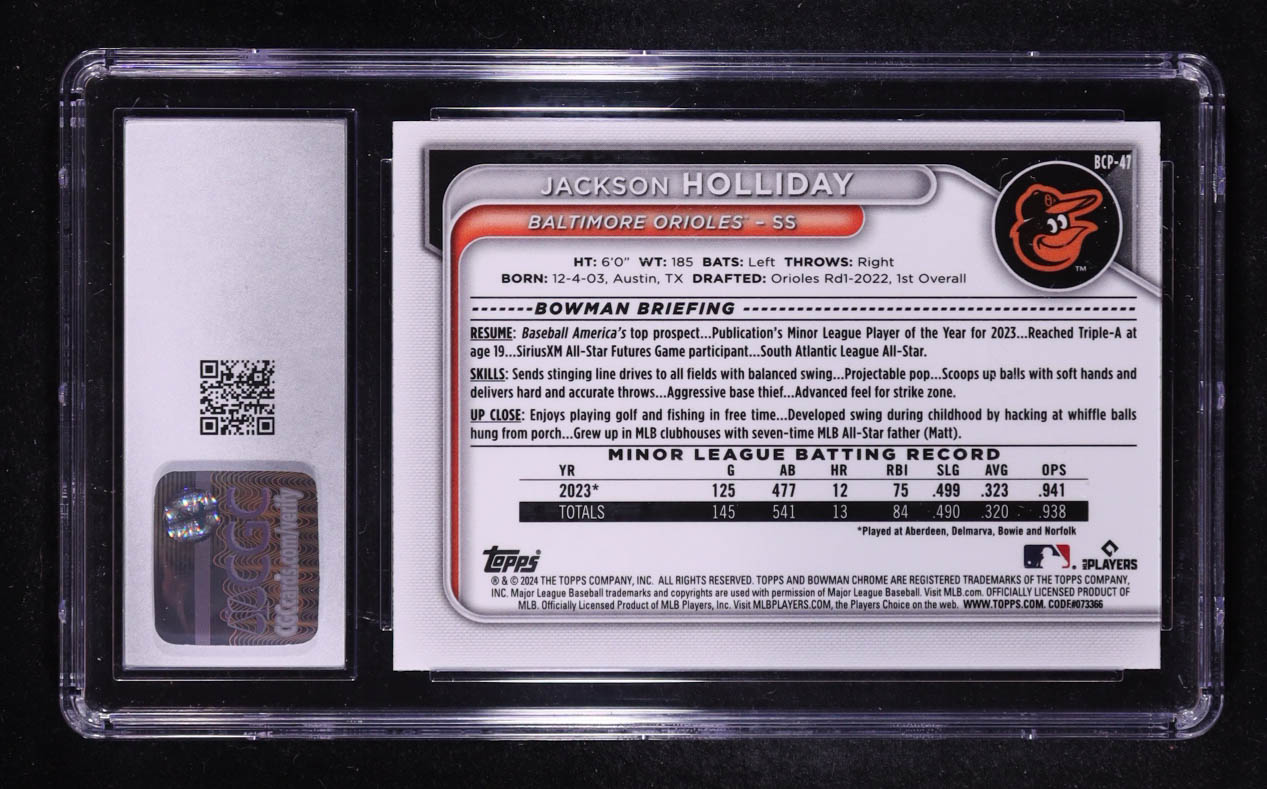 BCP-47
JACKSON HOLLIDAY
BALTIMORE ORIOLES™ – SS
HT: 6'0" WT: 185 BATS: Left THROWS: Right
BORN: 12-4-03, Austin, TX DRAFTED: Orioles Rd1-2022, 1st Overall
TM
BOWMAN BRIEFING
RESUME: Baseball America's top prospect...Publication's Minor League Player of the Year for 2023...Reached Triple-A at
age 19...SiriusXM All-Star Futures Game participant...South Atlantic League All-Star.
SKILLS: Sends stinging line drives to all fields with balanced swing...Projectable pop...Scoops up balls with soft hands and
delivers hard and accurate throws...Aggressive base thief...Advanced feel for strike zone.
UP CLOSE: Enjoys playing golf and fishing in free time...Developed swing during childhood by hacking at whiffle balls
hung from porch...Grew up in MLB clubhouses with seven-time MLB All-Star father (Matt).
MINOR LEAGUE BATTING RECORD
YR G AB HR RBI SLG AVG OPS
2023* 125 477 12 75 .499 .323 .941
TOTALS 145 541 13 84 .490 .320 .938
*Played at Aberdeen, Delmarva, Bowie and Norfolk
Topps®
MLB PLAYERS
® & © 2024 THE TOPPS COMPANY, INC. ALL RIGHTS RESERVED. TOPPS AND BOWMAN CHROME ARE REGISTERED TRADEMARKS OF THE TOPPS COMPANY,
INC. Major League Baseball trademarks and copyrights are used with permission of Major League Baseball. Visit MLB.com. OFFICIALLY LICENSED PRODUCT OF
MLB. Officially Licensed Product of MLB Players, Inc. Visit MLBPLAYERS.COM, the Players Choice on the web. WWW.TOPPS.COM. CODE#073366
CGC
CGCcards.com/verify